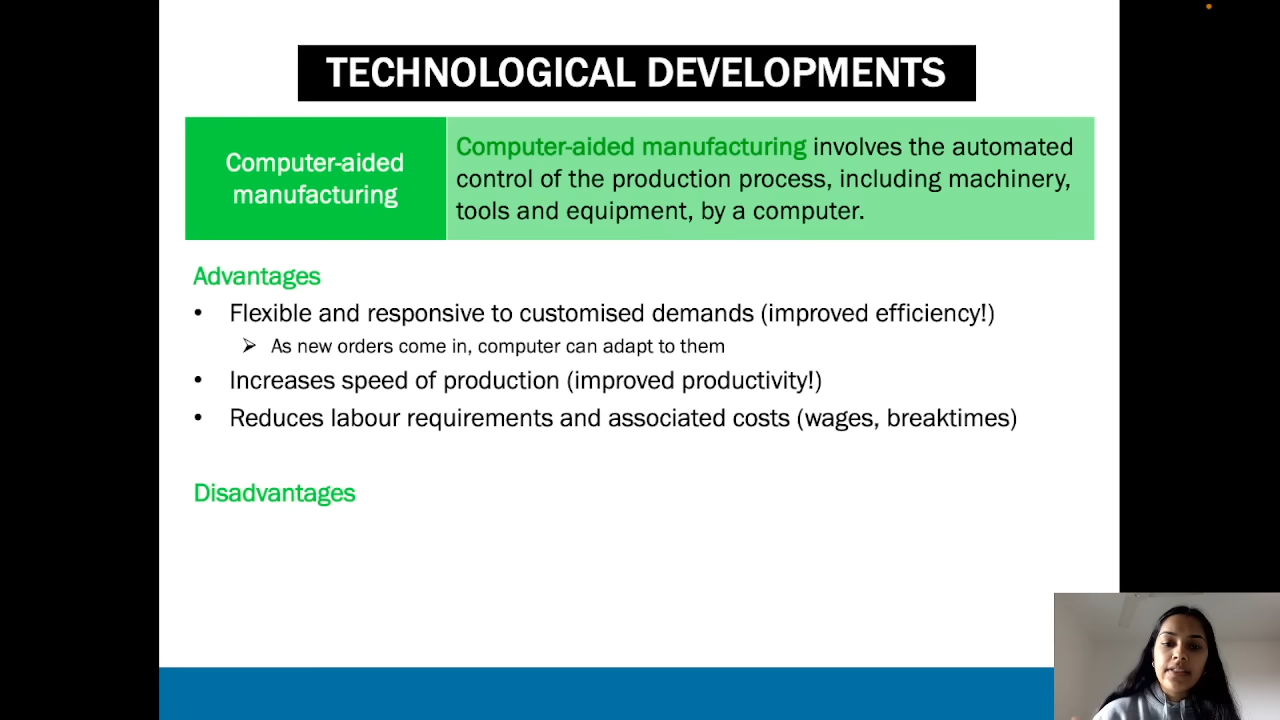 TECHNOLOGICAL DEVELOPMENTS
Computer-aided
manufacturing
Computer-aided manufacturing involves the automated
control of the production process, including machinery,
tools and equipment, by a computer.
Advantages
• Flexible and responsive to customised demands (improved efficiency!)
➢ As new orders come in, computer can adapt to them
• Increases speed of production (improved productivity!)
• Reduces labour requirements and associated costs (wages, breaktimes)
Disadvantages